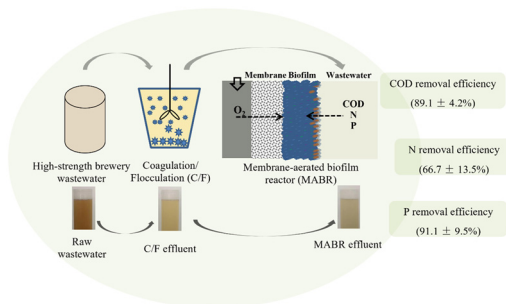 Membrane Biofilm Wastewater
O₂
COD
N
P
High-strength brewery
wastewater
Coagulation/
Flocculation (C/F)
Membrane-aerated biofilm
reactor (MABR)
Raw
wastewater
C/F effluent
MABR effluent
COD removal efficiency
(89.1 ± 4.2%)
N removal efficiency
(66.7 ± 13.5%)
P removal efficiency
(91.1 ± 9.5%)